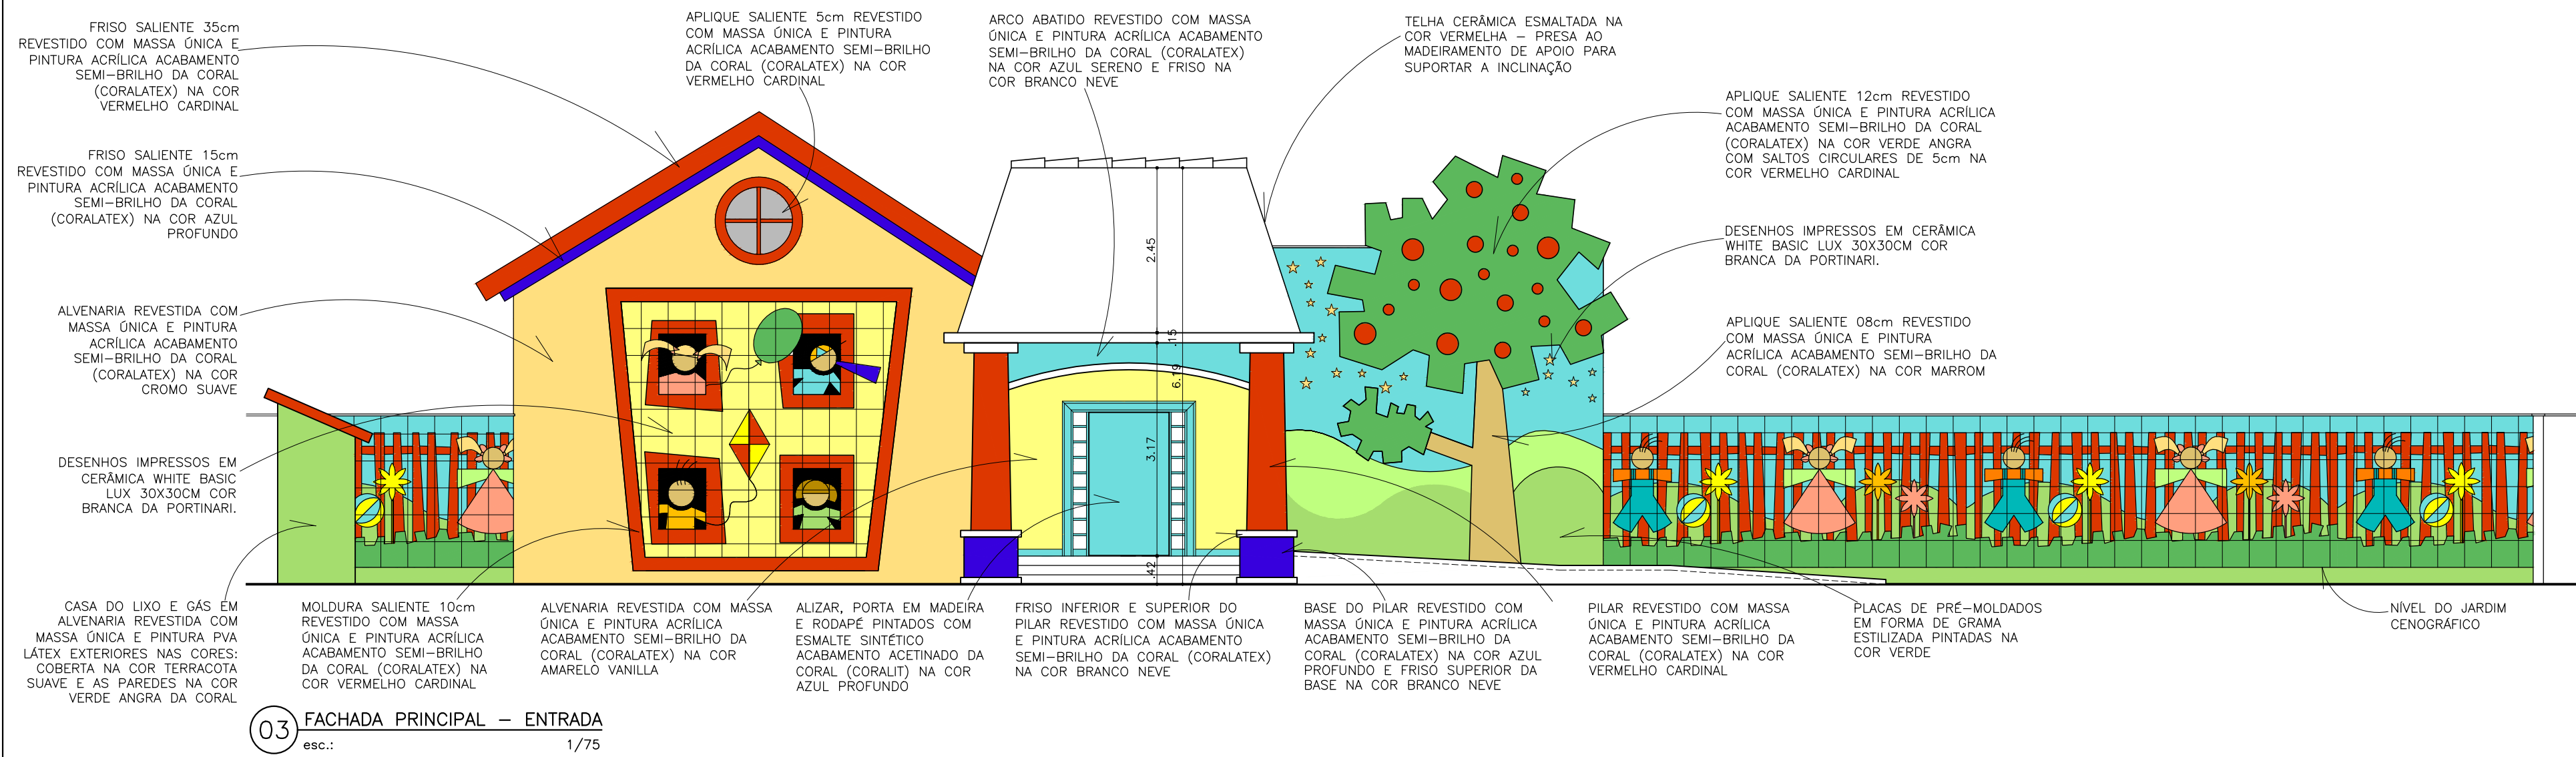 FRISO SALIENTE 35cm
REVESTIDO COM MASSA ÚNICA E
PINTURA ACRÍLICA ACABAMENTO
SEMI-BRILHO DA CORAL
(CORALATEX) NA COR
VERMELHO CARDINAL
APLIQUE SALIENTE 5cm REVESTIDO
COM MASSA ÚNICA E PINTURA
ACRÍLICA ACABAMENTO SEMI-BRILHO
DA CORAL (CORALATEX) NA COR
VERMELHO CARDINAL
ARCO ABATIDO REVESTIDO COM MASSA
ÚNICA E PINTURA ACRÍLICA ACABAMENTO
SEMI-BRILHO DA CORAL (CORALATEX)
NA COR AZUL SERENO E FRISO NA
COR BRANCO NEVE
TELHA CERÂMICA ESMALTADA NA
COR VERMELHA - PRESA AO
MADEIRAMENTO DE APOIO PARA
SUPORTAR A INCLINAÇÃO
APLIQUE SALIENTE 12cm REVESTIDO
COM MASSA ÚNICA E PINTURA ACRÍLICA
ACABAMENTO SEMI-BRILHO DA CORAL
(CORALATEX) NA COR VERDE ANGRA
COM SALTOS CIRCULARES DE 5cm NA
COR VERMELHO CARDINAL
FRISO SALIENTE 15cm
REVESTIDO COM MASSA ÚNICA E
PINTURA ACRÍLICA ACABAMENTO
SEMI-BRILHO DA CORAL
(CORALATEX) NA COR AZUL
PROFUNDO
DESENHOS IMPRESSOS EM CERÂMICA
WHITE BASIC LUX 30X30CM COR
BRANCA DA PORTINARI.
ALVENARIA REVESTIDA COM
MASSA ÚNICA E PINTURA
ACRÍLICA ACABAMENTO
SEMI-BRILHO DA CORAL
(CORALATEX) NA COR
CROMO SUAVE
APLIQUE SALIENTE 08cm REVESTIDO
COM MASSA ÚNICA E PINTURA
ACRÍLICA ACABAMENTO SEMI-BRILHO DA
CORAL (CORALATEX) NA COR MARROM
2.45
.15
6.19
3.17
.42
DESENHOS IMPRESSOS EM
CERÂMICA WHITE BASIC
LUX 30X30CM COR
BRANCA DA PORTINARI.
CASA DO LIXO E GÁS EM
ALVENARIA REVESTIDA COM
MASSA ÚNICA E PINTURA PVA
LÁTEX EXTERIORES NAS CORES:
COBERTA NA COR TERRACOTA
SUAVE E AS PAREDES NA COR
VERDE ANGRA DA CORAL
MOLDURA SALIENTE 10cm
REVESTIDO COM MASSA
ÚNICA E PINTURA ACRÍLICA
ACABAMENTO SEMI-BRILHO
DA CORAL (CORALATEX) NA
COR VERMELHO CARDINAL
ALVENARIA REVESTIDA COM MASSA
ÚNICA E PINTURA ACRÍLICA
ACABAMENTO SEMI-BRILHO DA
CORAL (CORALATEX) NA COR
AMARELO VANILLA
ALIZAR, PORTA EM MADEIRA
E RODAPÉ PINTADOS COM
ESMALTE SINTÉTICO
ACABAMENTO ACETINADO DA
CORAL (CORALIT) NA COR
AZUL PROFUNDO
FRISO INFERIOR E SUPERIOR DO
PILAR REVESTIDO COM MASSA ÚNICA
E PINTURA ACRÍLICA ACABAMENTO
SEMI-BRILHO DA CORAL (CORALATEX)
NA COR BRANCO NEVE
BASE DO PILAR REVESTIDO COM
MASSA ÚNICA E PINTURA ACRÍLICA
ACABAMENTO SEMI-BRILHO DA
CORAL (CORALATEX) NA COR AZUL
PROFUNDO E FRISO SUPERIOR DA
BASE NA COR BRANCO NEVE
PILAR REVESTIDO COM MASSA
ÚNICA E PINTURA ACRÍLICA
ACABAMENTO SEMI-BRILHO DA
CORAL (CORALATEX) NA COR
VERMELHO CARDINAL
PLACAS DE PRÉ-MOLDADOS
EM FORMA DE GRAMA
ESTILIZADA PINTADAS NA
COR VERDE
NÍVEL DO JARDIM
CENOGRÁFICO
03 FACHADA PRINCIPAL - ENTRADA
esc.: 1/75